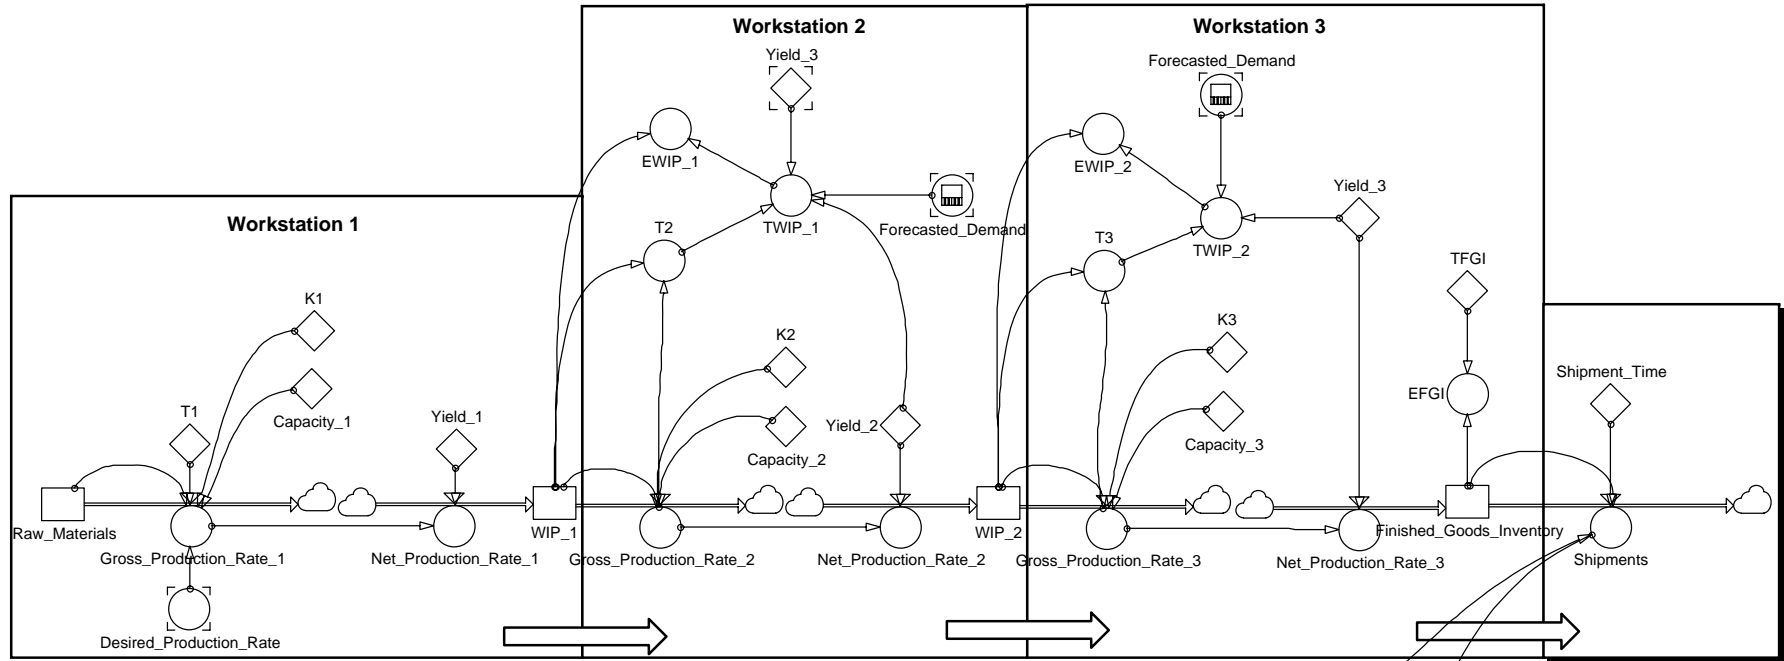 Workstation 1
K1
Capacity_1
T1
Yield_1
Raw_Materials
Gross_Production_Rate_1
Net_Production_Rate_1
WIP_1
Desired_Production_Rate
Workstation 2
Yield_3
EWIP_1
TWIP_1
Forecasted_Demand
T2
K2
Capacity_2
Yield_2
Gross_Production_Rate_2
Net_Production_Rate_2
WIP_2
Workstation 3
Forecasted_Demand
EWIP_2
Yield_3
TWIP_2
T3
TFGI
K3
Capacity_3
EFGI
Gross_Production_Rate_3
Net_Production_Rate_3
Finished_Goods_Inventory
Shipment_Time
Shipments